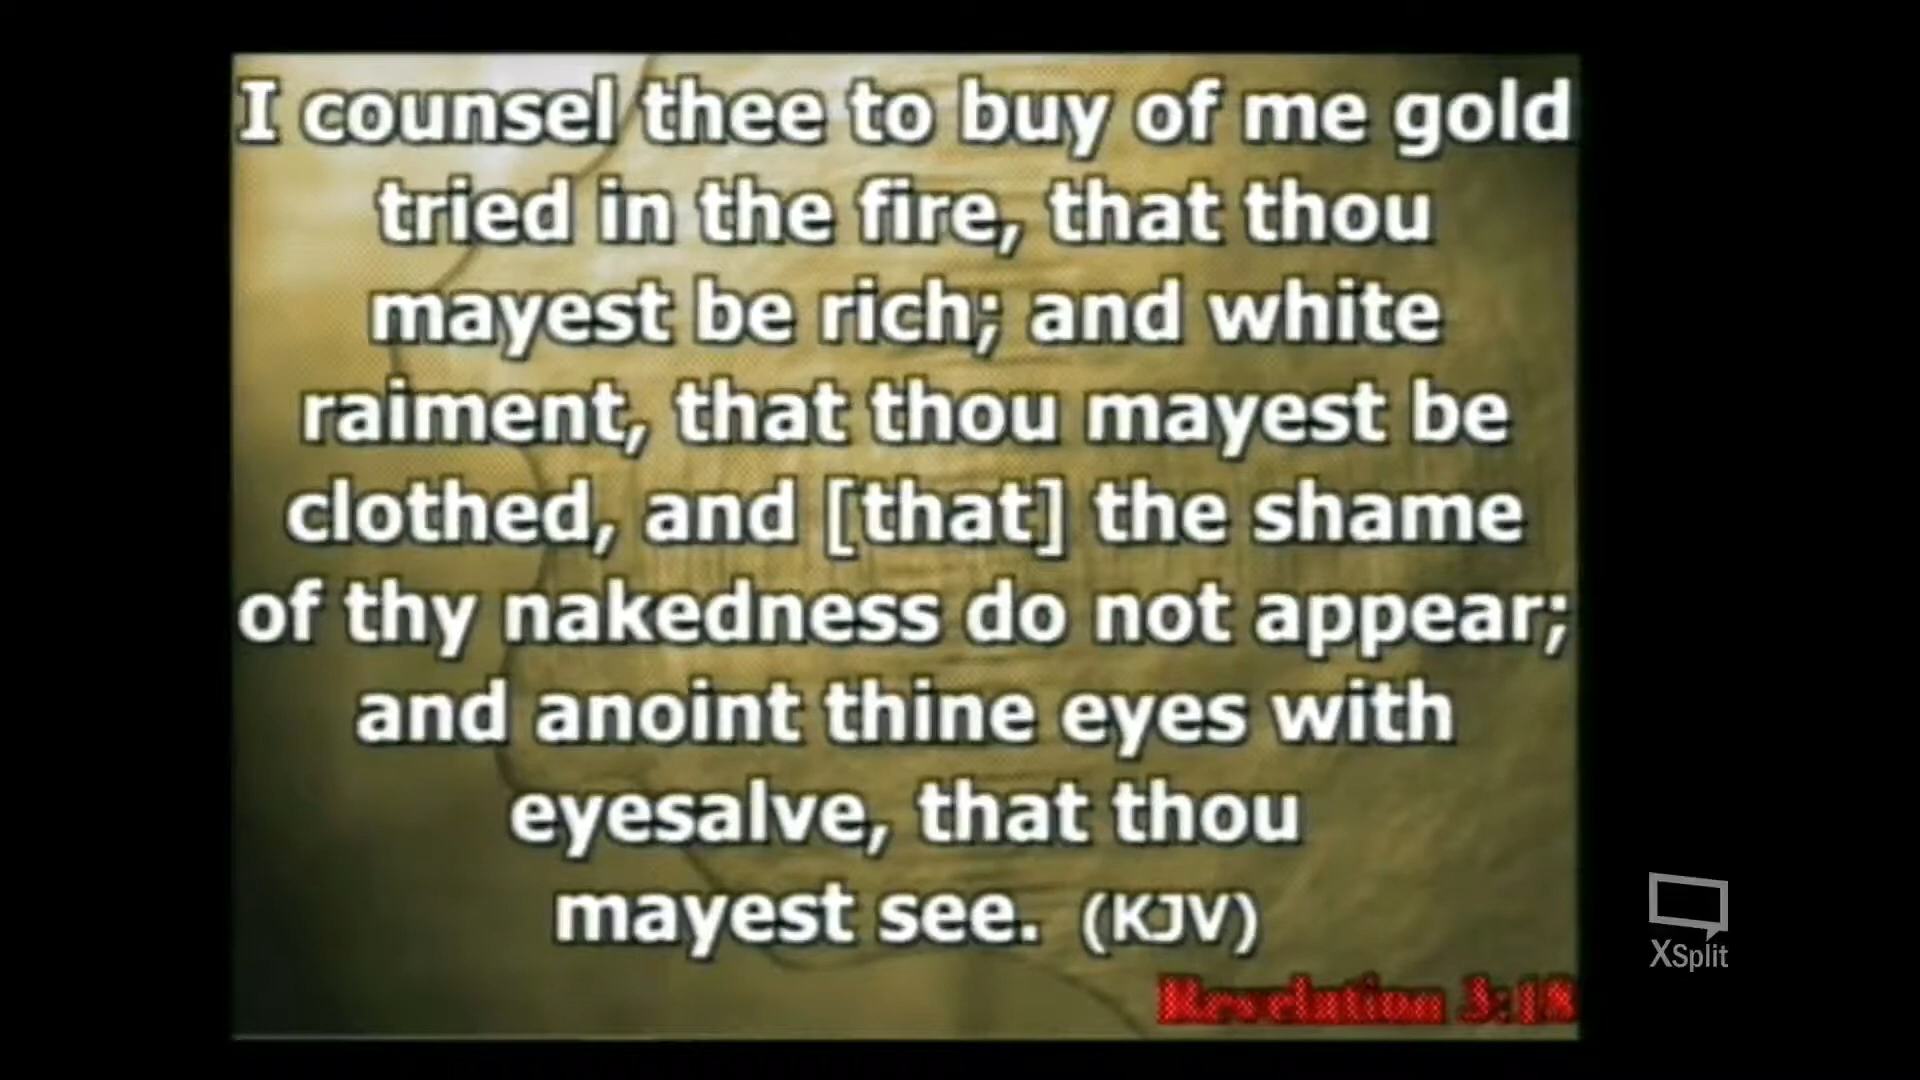 I counsel thee to buy of me gold
tried in the fire, that thou
mayest be rich; and white
raiment, that thou mayest be
clothed, and [that] the shame
of thy nakedness do not appear;
and anoint thine eyes with
eyesalve, that thou
mayest see. (KJV)
Revelation 3:18
XSplit